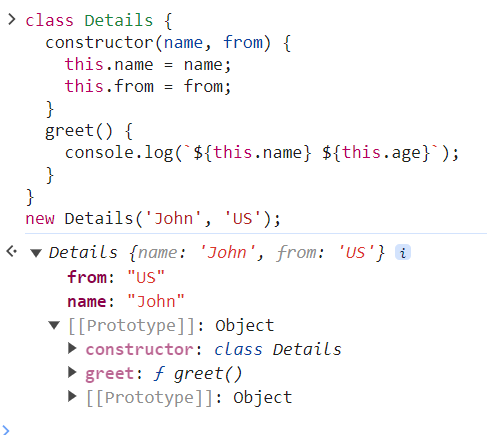 class Details {
constructor(name, from) {
this.name = name;
this.from = from;
}
greet() {
console.log(`${this.name} ${this.age}`);
}
}
new Details('John', 'US');
Details {name: 'John', from: 'US'} i
from: "US"
name: "John"
[[Prototype]]: Object
constructor: class Details
greet: ƒ greet()
[[Prototype]]: Object